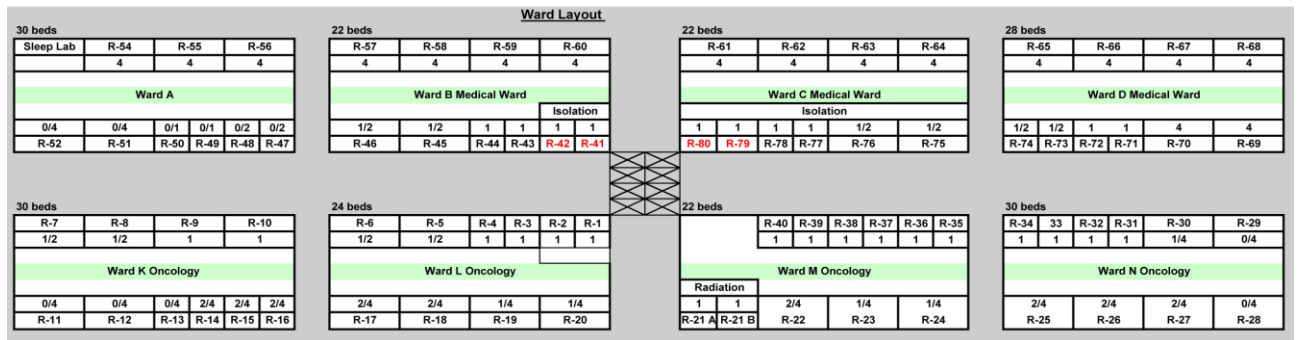 Ward Layout
30 beds
Sleep Lab R-54 R-55 R-56
4 4 4
Ward A
0/4 0/4 0/1 0/1 0/2 0/2
R-52 R-51 R-50 R-49 R-48 R-47
22 beds
R-57 R-58 R-59 R-60
4 4 4 4
Ward B Medical Ward
Isolation
1/2 1/2 1 1 1 1
R-46 R-45 R-44 R-43 R-42 R-41
22 beds
R-61 R-62 R-63 R-64
4 4 4 4
Ward C Medical Ward
Isolation
1 1 1 1 1/2 1/2
R-80 R-79 R-78 R-77 R-76 R-75
28 beds
R-65 R-66 R-67 R-68
4 4 4 4
Ward D Medical Ward
1/2 1/2 1 1 4 4
R-74 R-73 R-72 R-71 R-70 R-69
30 beds
R-7 R-8 R-9 R-10
1/2 1/2 1 1
Ward K Oncology
0/4 0/4 0/4 2/4 2/4 2/4
R-11 R-12 R-13 R-14 R-15 R-16
24 beds
R-6 R-5 R-4 R-3 R-2 R-1
1/2 1/2 1 1 1 1
Ward L Oncology
2/4 2/4 1/4 1/4
R-17 R-18 R-19 R-20
22 beds
R-40 R-39 R-38 R-37 R-36 R-35
1 1 1 1 1 1
Ward M Oncology
Radiation
1 1 2/4 1/4 1/4
R-21 A R-21 B R-22 R-23 R-24
30 beds
R-34 33 R-32 R-31 R-30 R-29
1 1 1 1 1/4 0/4
Ward N Oncology
2/4 2/4 2/4 0/4
R-25 R-26 R-27 R-28